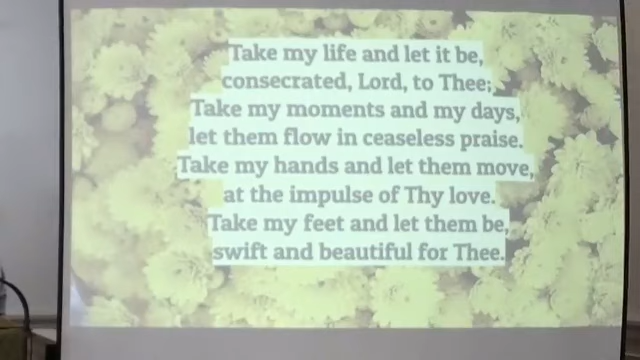 Take my life and let it be,
consecrated, Lord, to Thee;
Take my moments and my days,
let them flow in ceaseless praise.
Take my hands and let them move,
at the impulse of Thy love.
Take my feet and let them be,
swift and beautiful for Thee.